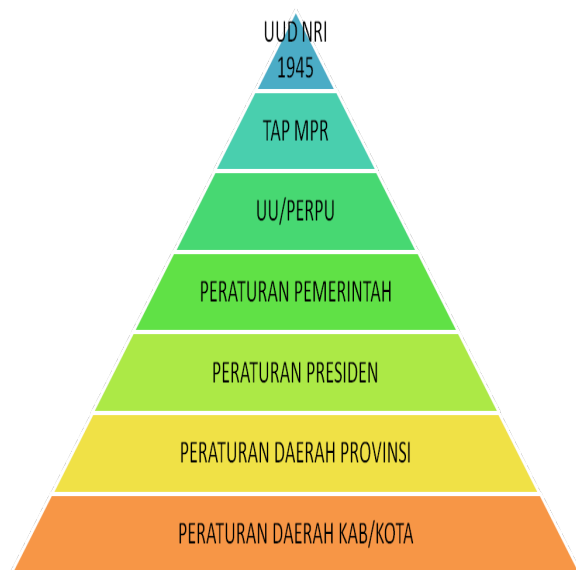 UUD NRI
1945
TAP MPR
UU/PERPU
PERATURAN PEMERINTAH
PERATURAN PRESIDEN
PERATURAN DAERAH PROVINSI
PERATURAN DAERAH KAB/KOTA